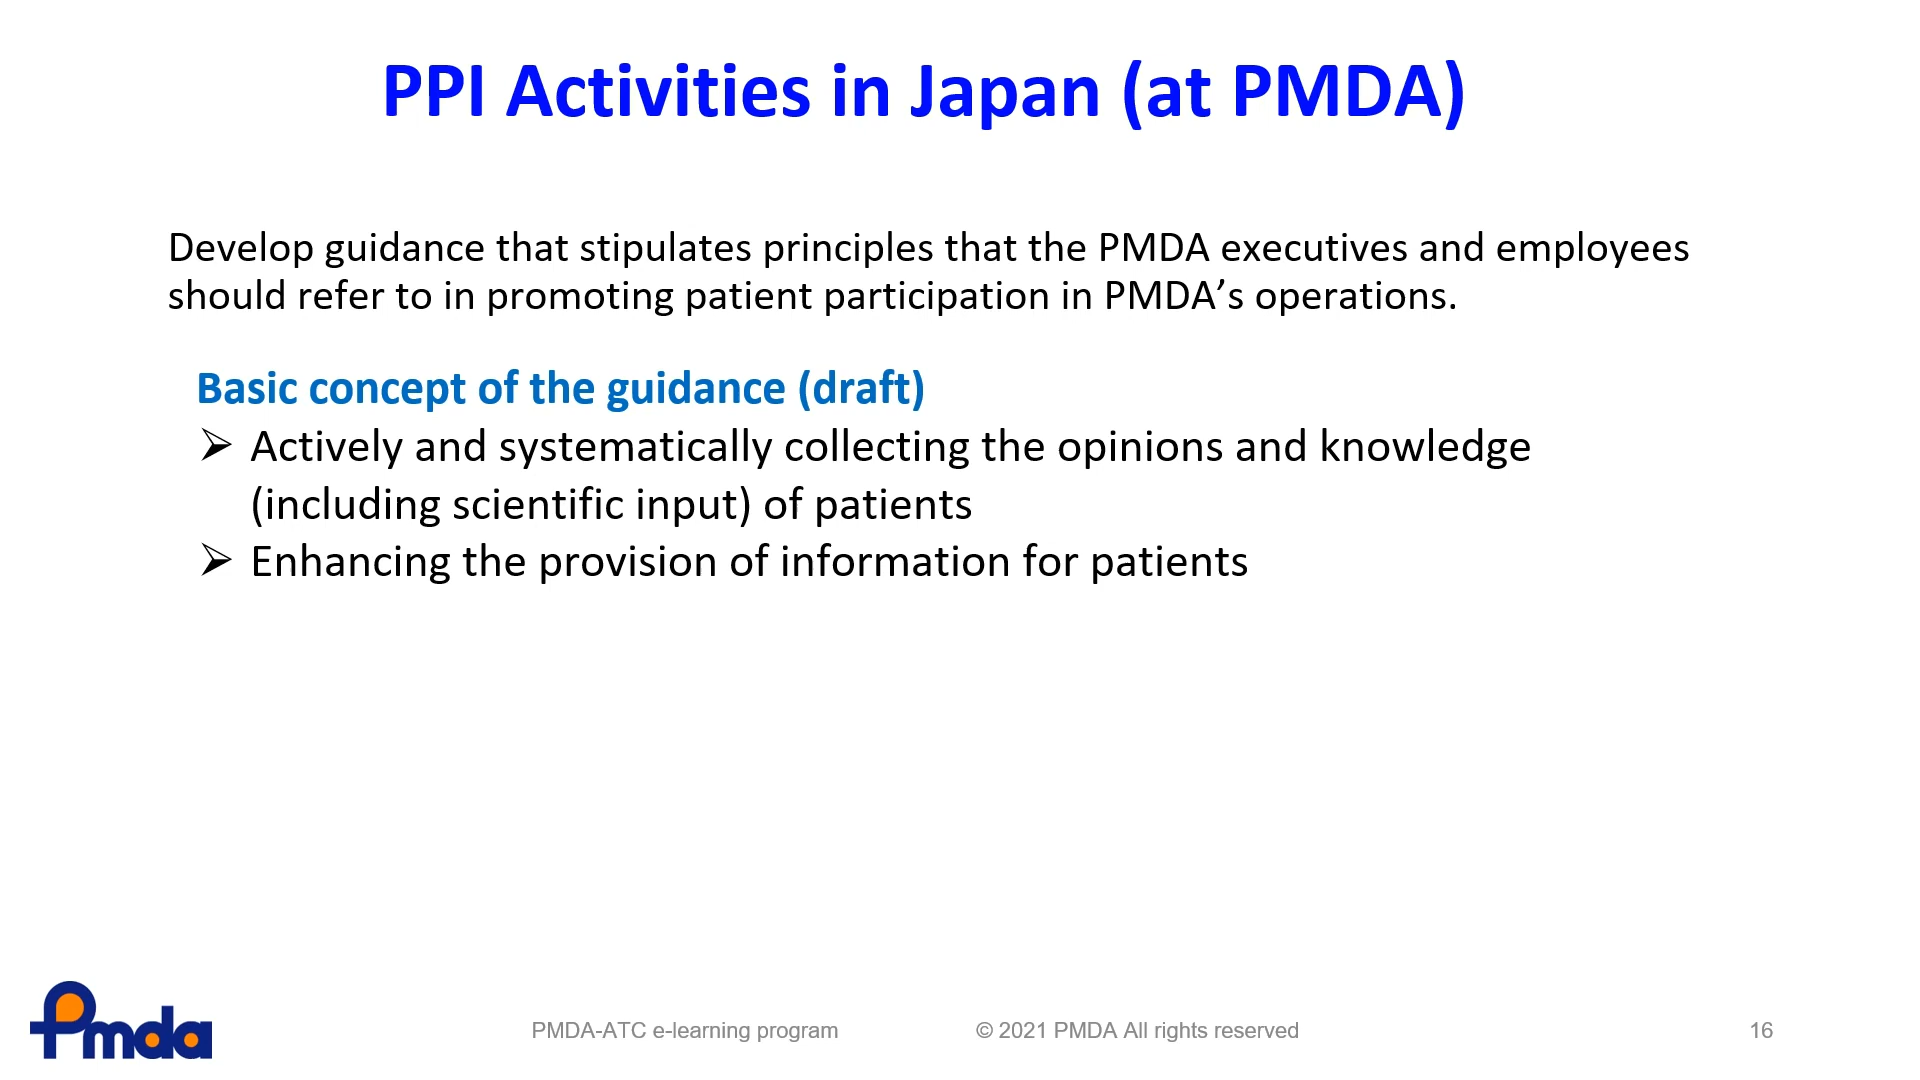 PPI Activities in Japan (at PMDA)
Develop guidance that stipulates principles that the PMDA executives and employees
should refer to in promoting patient participation in PMDA’s operations.
Basic concept of the guidance (draft)
➢ Actively and systematically collecting the opinions and knowledge
(including scientific input) of patients
➢ Enhancing the provision of information for patients
Pmda
PMDA-ATC e-learning program
© 2021 PMDA All rights reserved
16